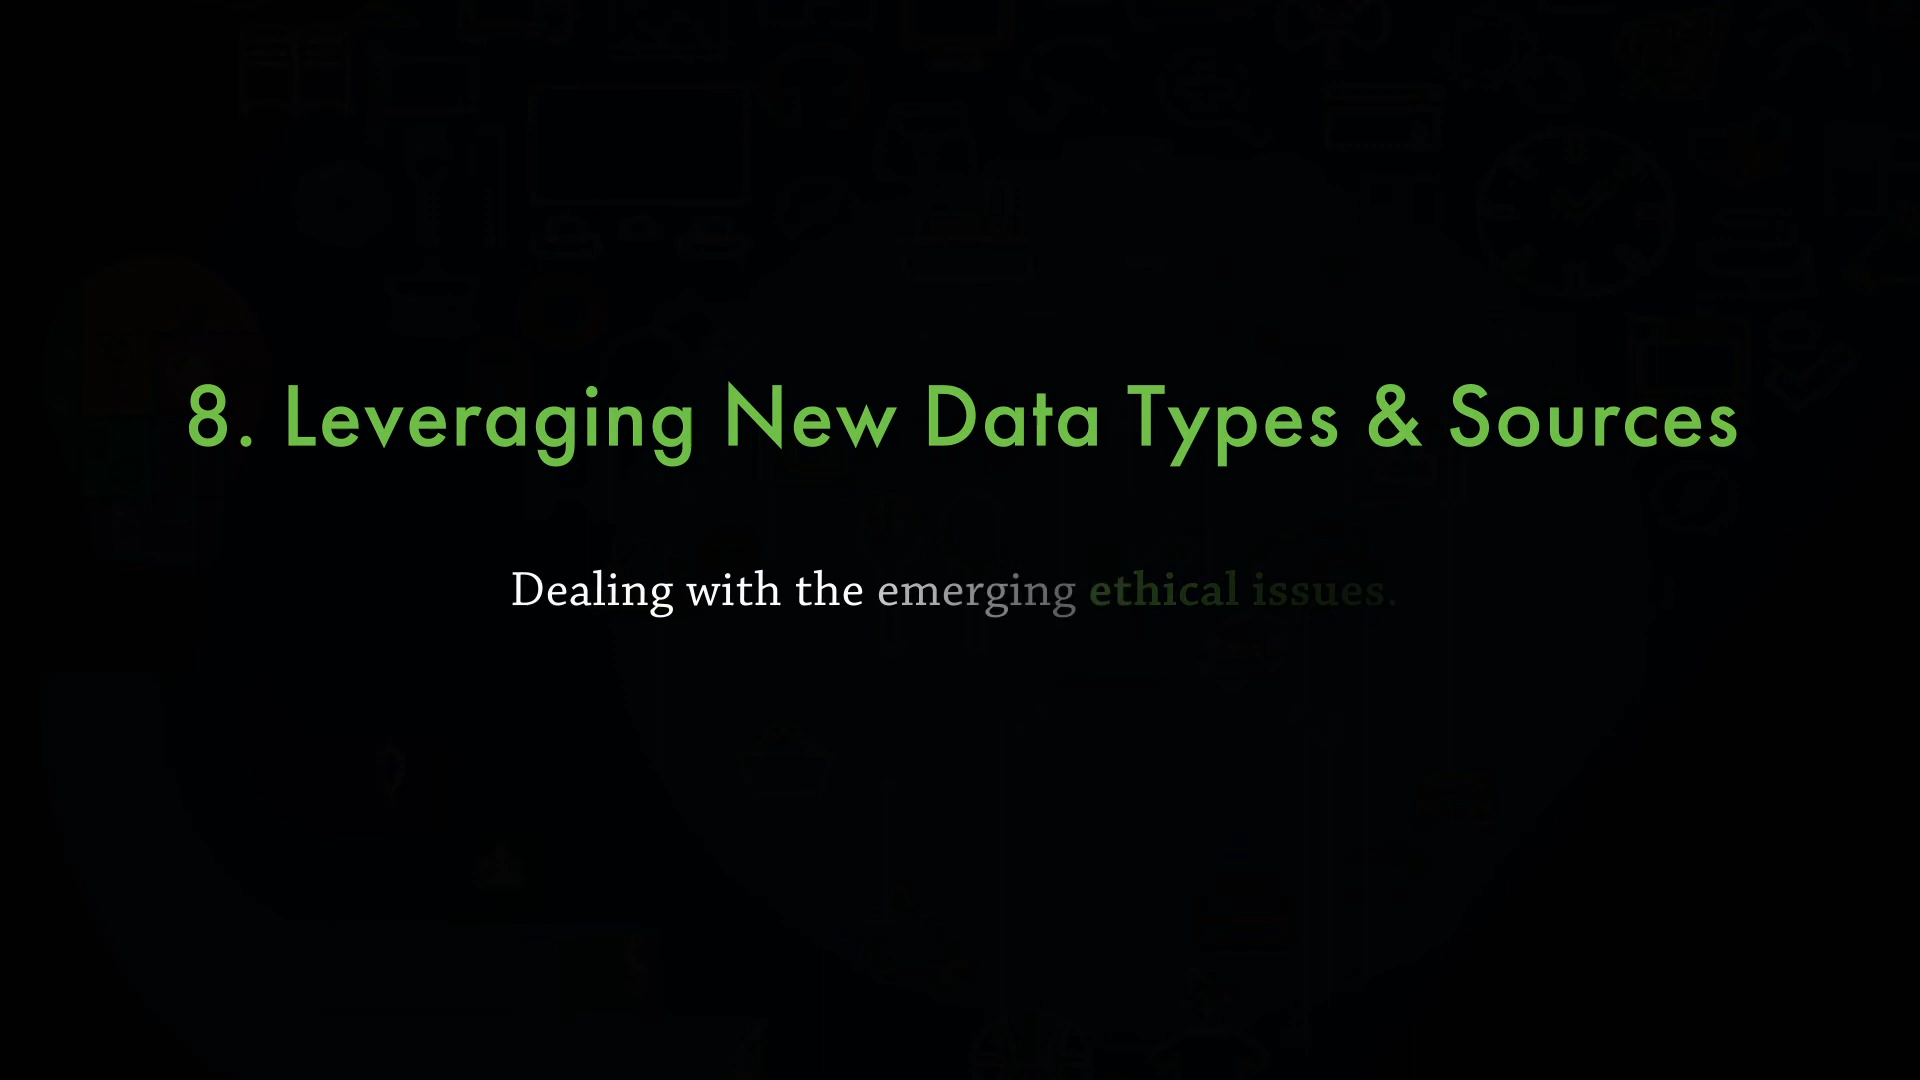 8. Leveraging New Data Types & Sources
Dealing with the emerging ethical issues.